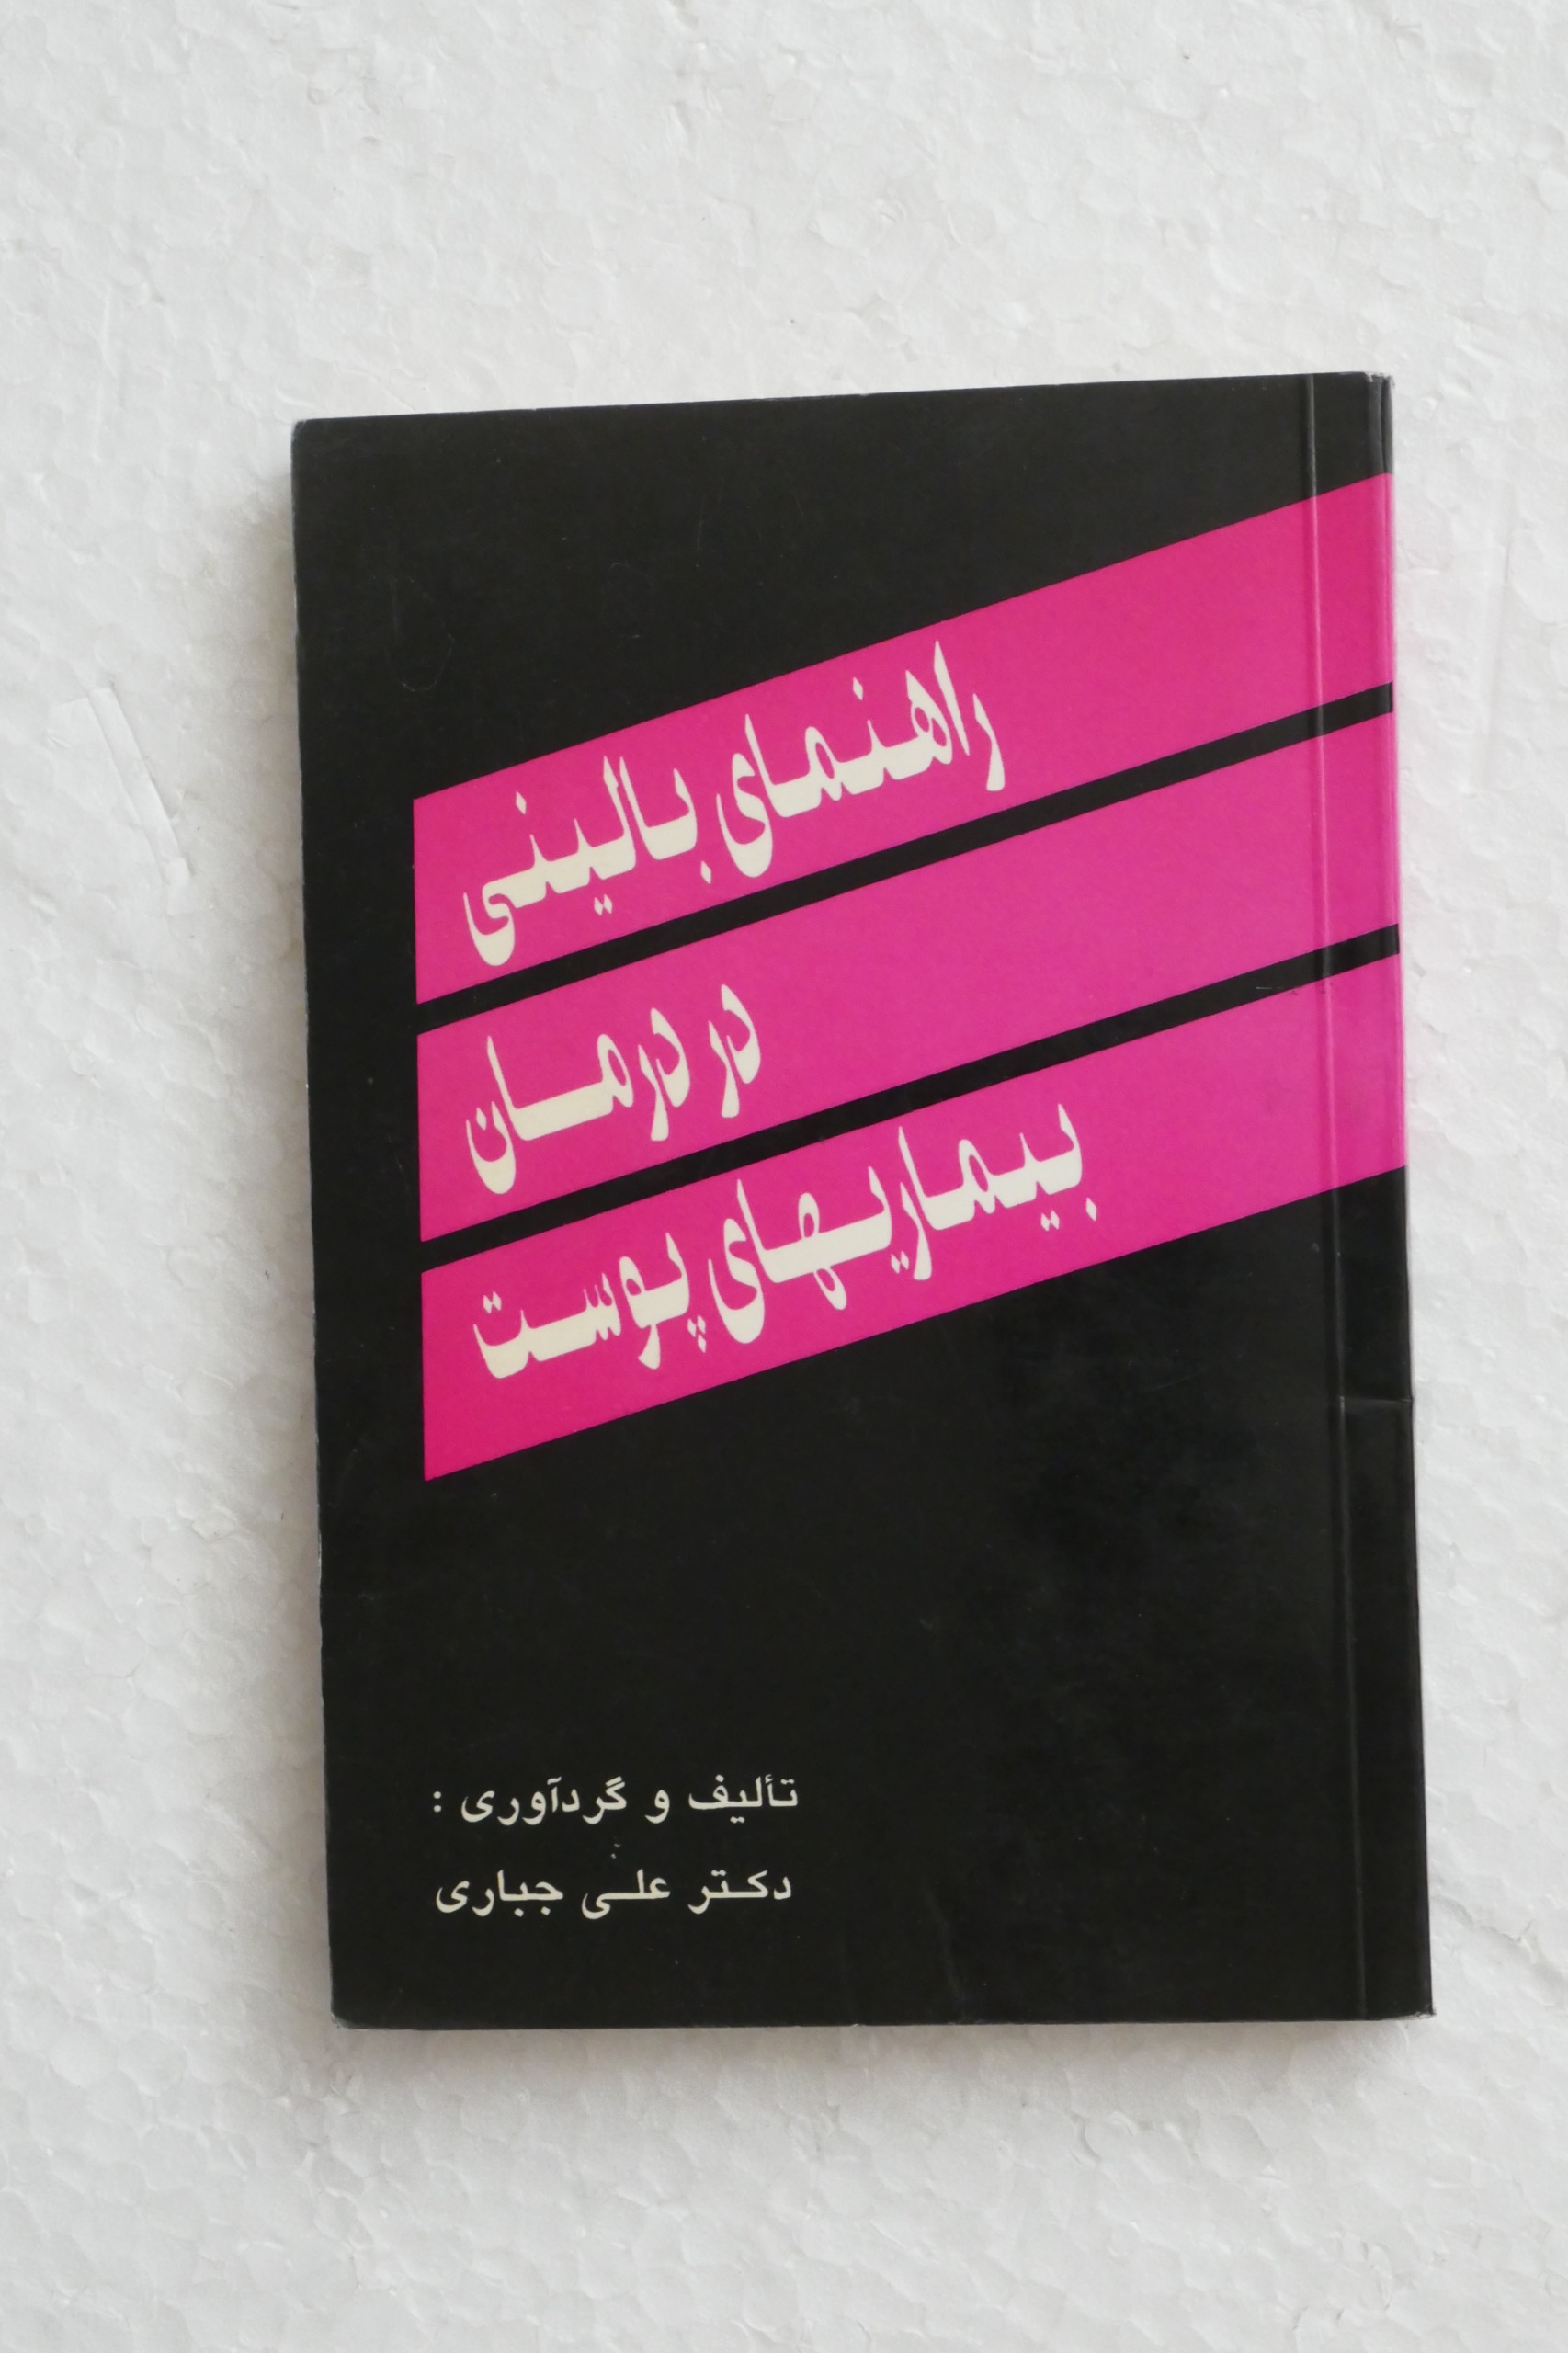 راهنمای بالینی
در درمان
بیماریهای پوست
تألیف و گردآوری :
دکتر علی جباری